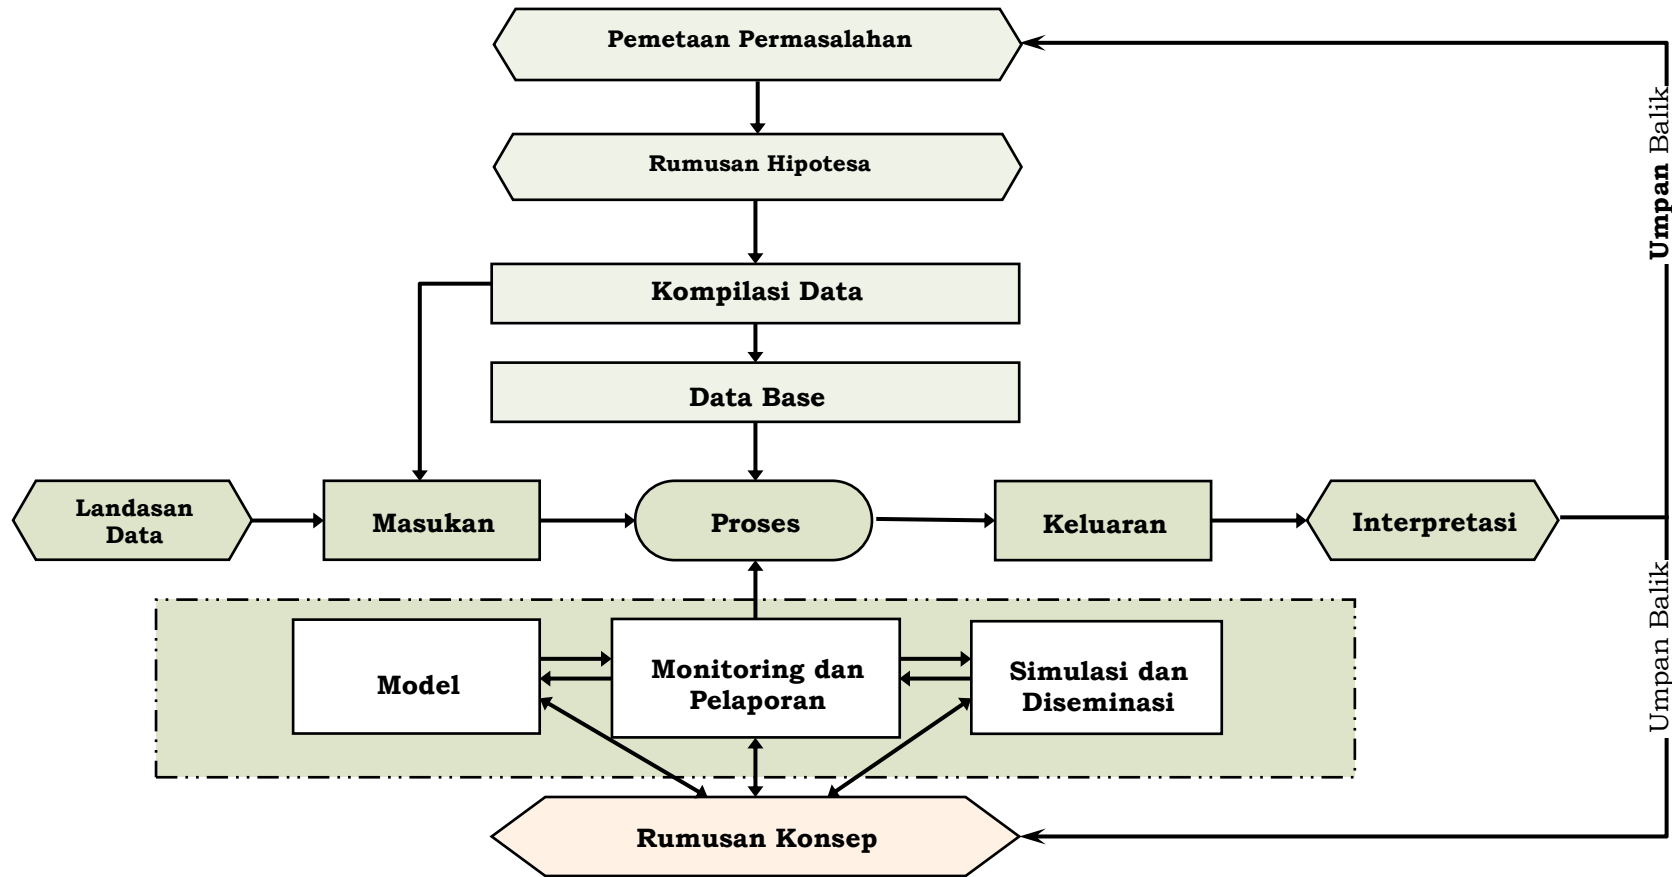 Pemetaan Permasalahan
Rumusan Hipotesa
Kompilasi Data
Data Base
Landasan
Data
Masukan
Proses
Keluaran
Interpretasi
Model
Monitoring dan
Pelaporan
Simulasi dan
Diseminasi
Rumusan Konsep
Umpan Balik
Umpan Balik